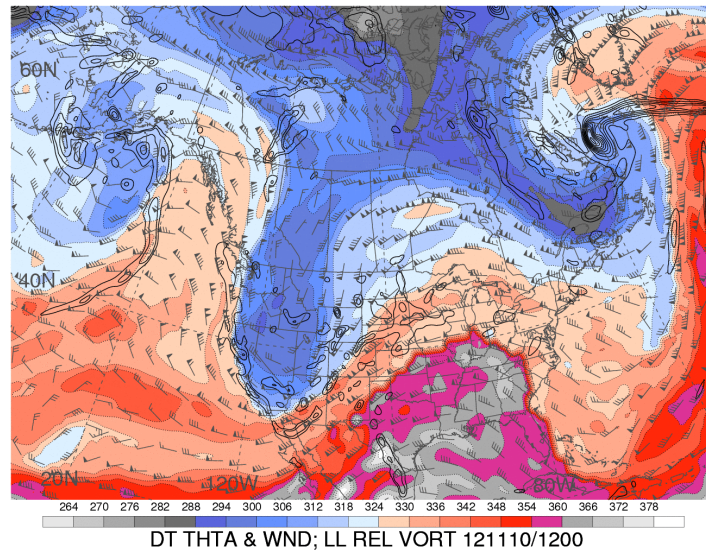 60N
40N
20N 120W 80W
264 270 276 282 288 294 300 306 312 318 324 330 336 342 348 354 360 366 372 378
DT THTA & WND; LL REL VORT 121110/1200